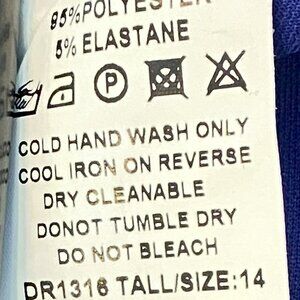 95% POLYESTER
5% ELASTANE
P
COLD HAND WASH ONLY
COOL IRON ON REVERSE
DRY CLEANABLE
DONOT TUMBLE DRY
DO NOT BLEACH
DR1316 TALL/SIZE:14